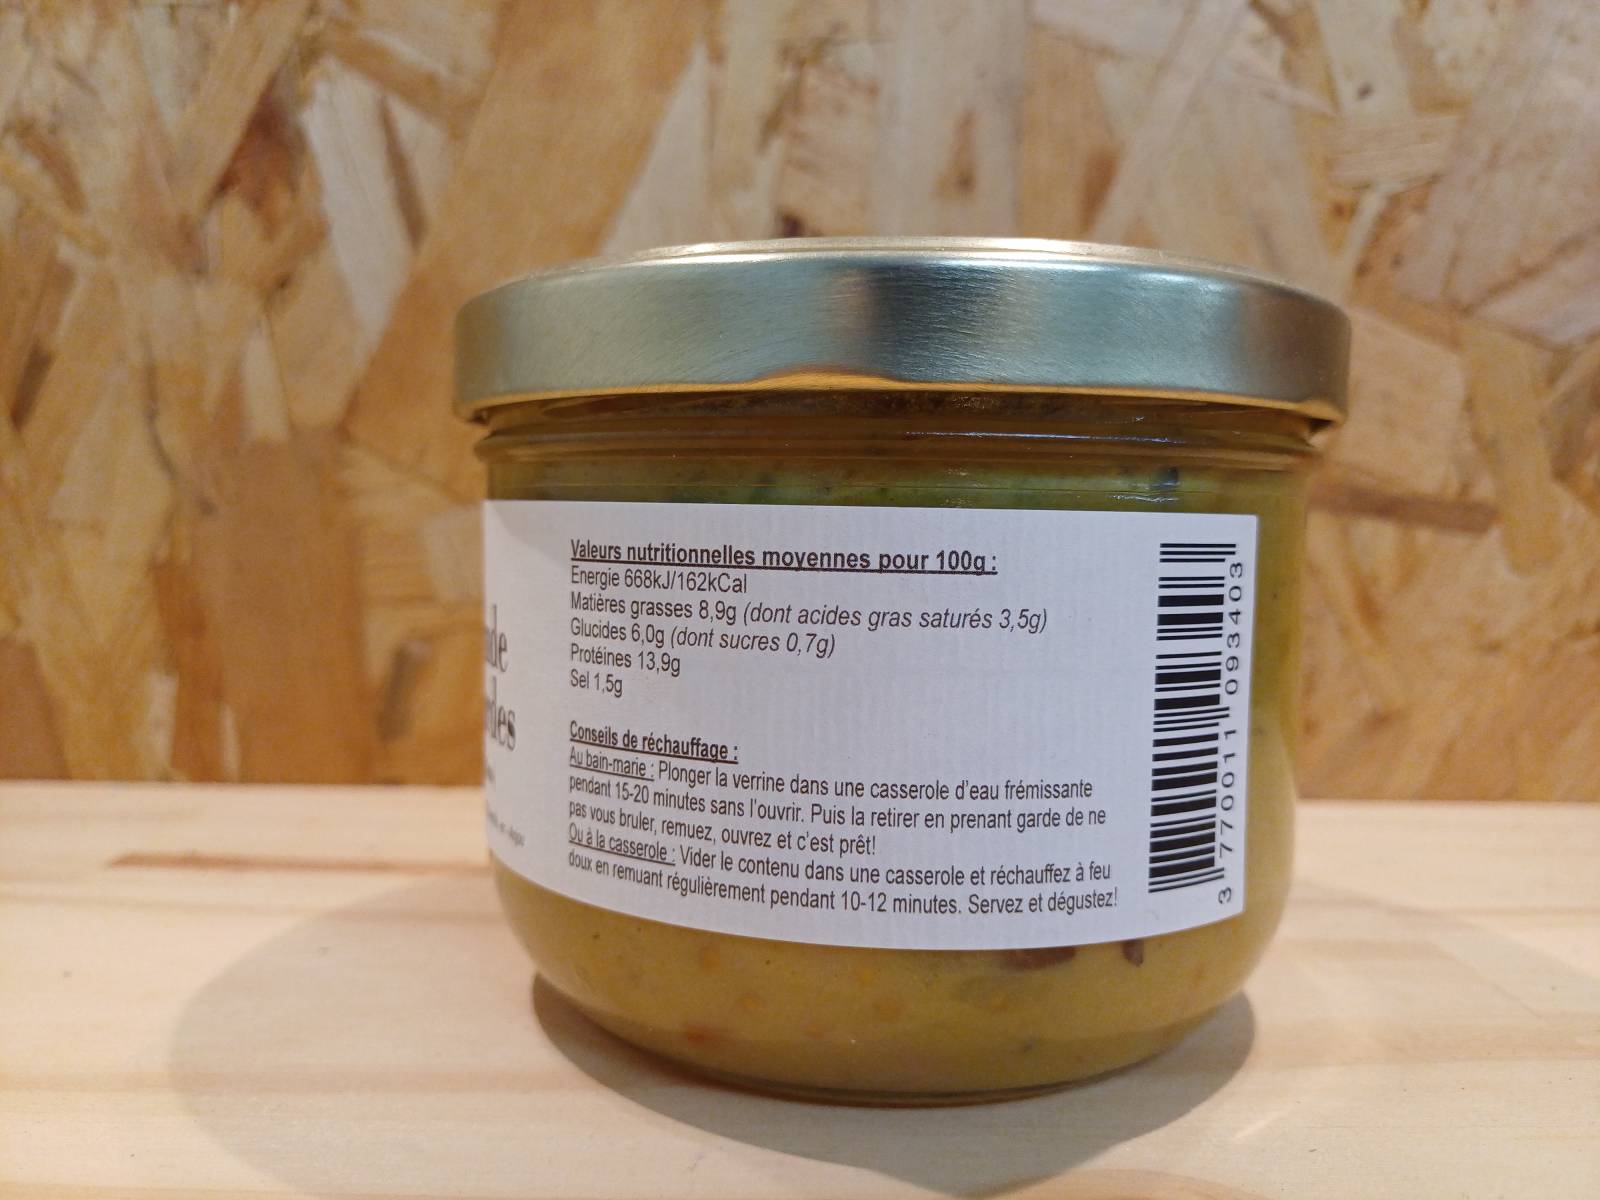 Valeurs nutritionnelles moyennes pour 100g :
Energie 668kJ/162kCal
Matières grasses 8,9g (dont acides gras saturés 3,5g)
Glucides 6,0g (dont sucres 0,7g)
Protéines 13,9g
Sel 1,5g
Conseils de réchauffage :
Au bain-marie : Plonger la verrine dans une casserole d'eau frémissante
pendant 15-20 minutes sans l'ouvrir. Puis la retirer en prenant garde de ne
pas vous bruler, remuez, ouvrez et c'est prêt!
Ou à la casserole : Vider le contenu dans une casserole et réchauffez à feu
doux en remuant régulièrement pendant 10-12 minutes. Servez et dégustez!
3 770011 093403